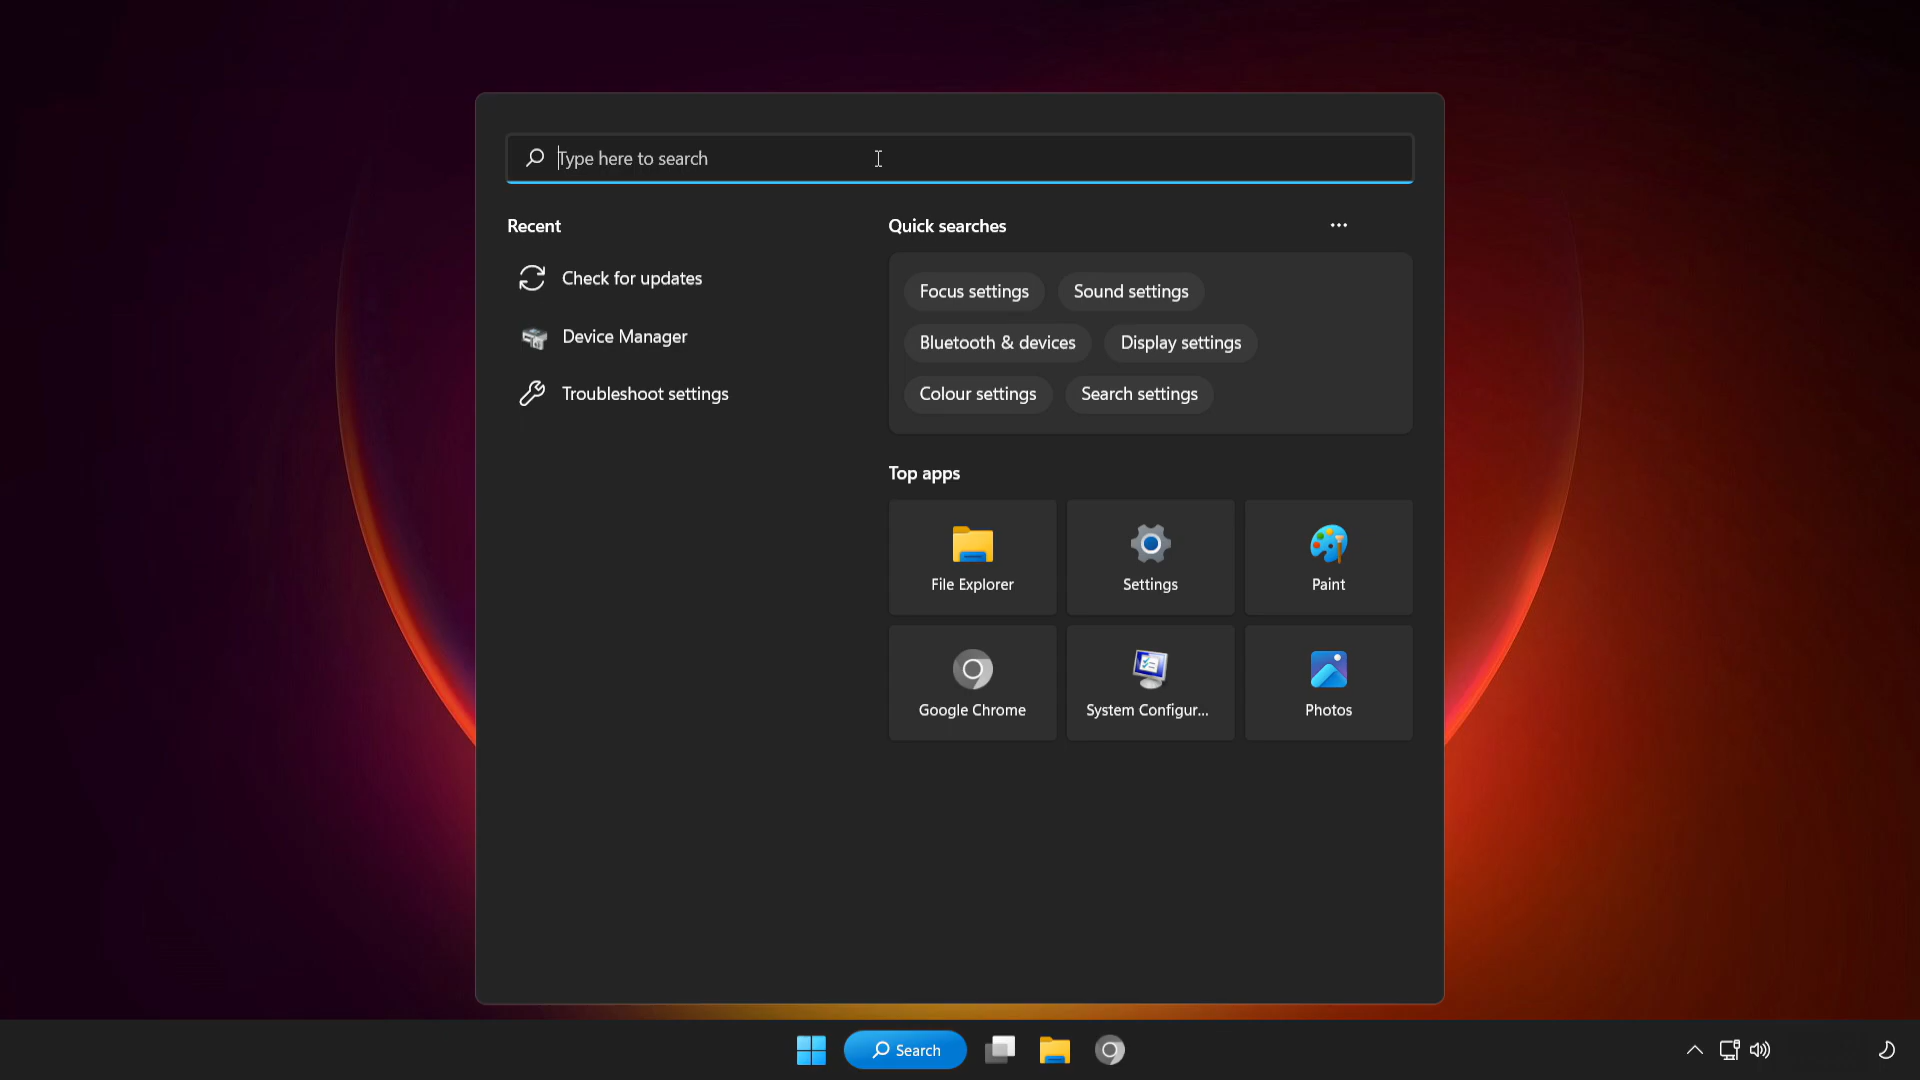 Type here to search
Recent
Quick searches
Check for updates
Device Manager
Troubleshoot settings
Focus settings
Sound settings
Bluetooth & devices
Display settings
Colour settings
Search settings
Top apps
File Explorer
Settings
Paint
Google Chrome
System Configur...
Photos
Search